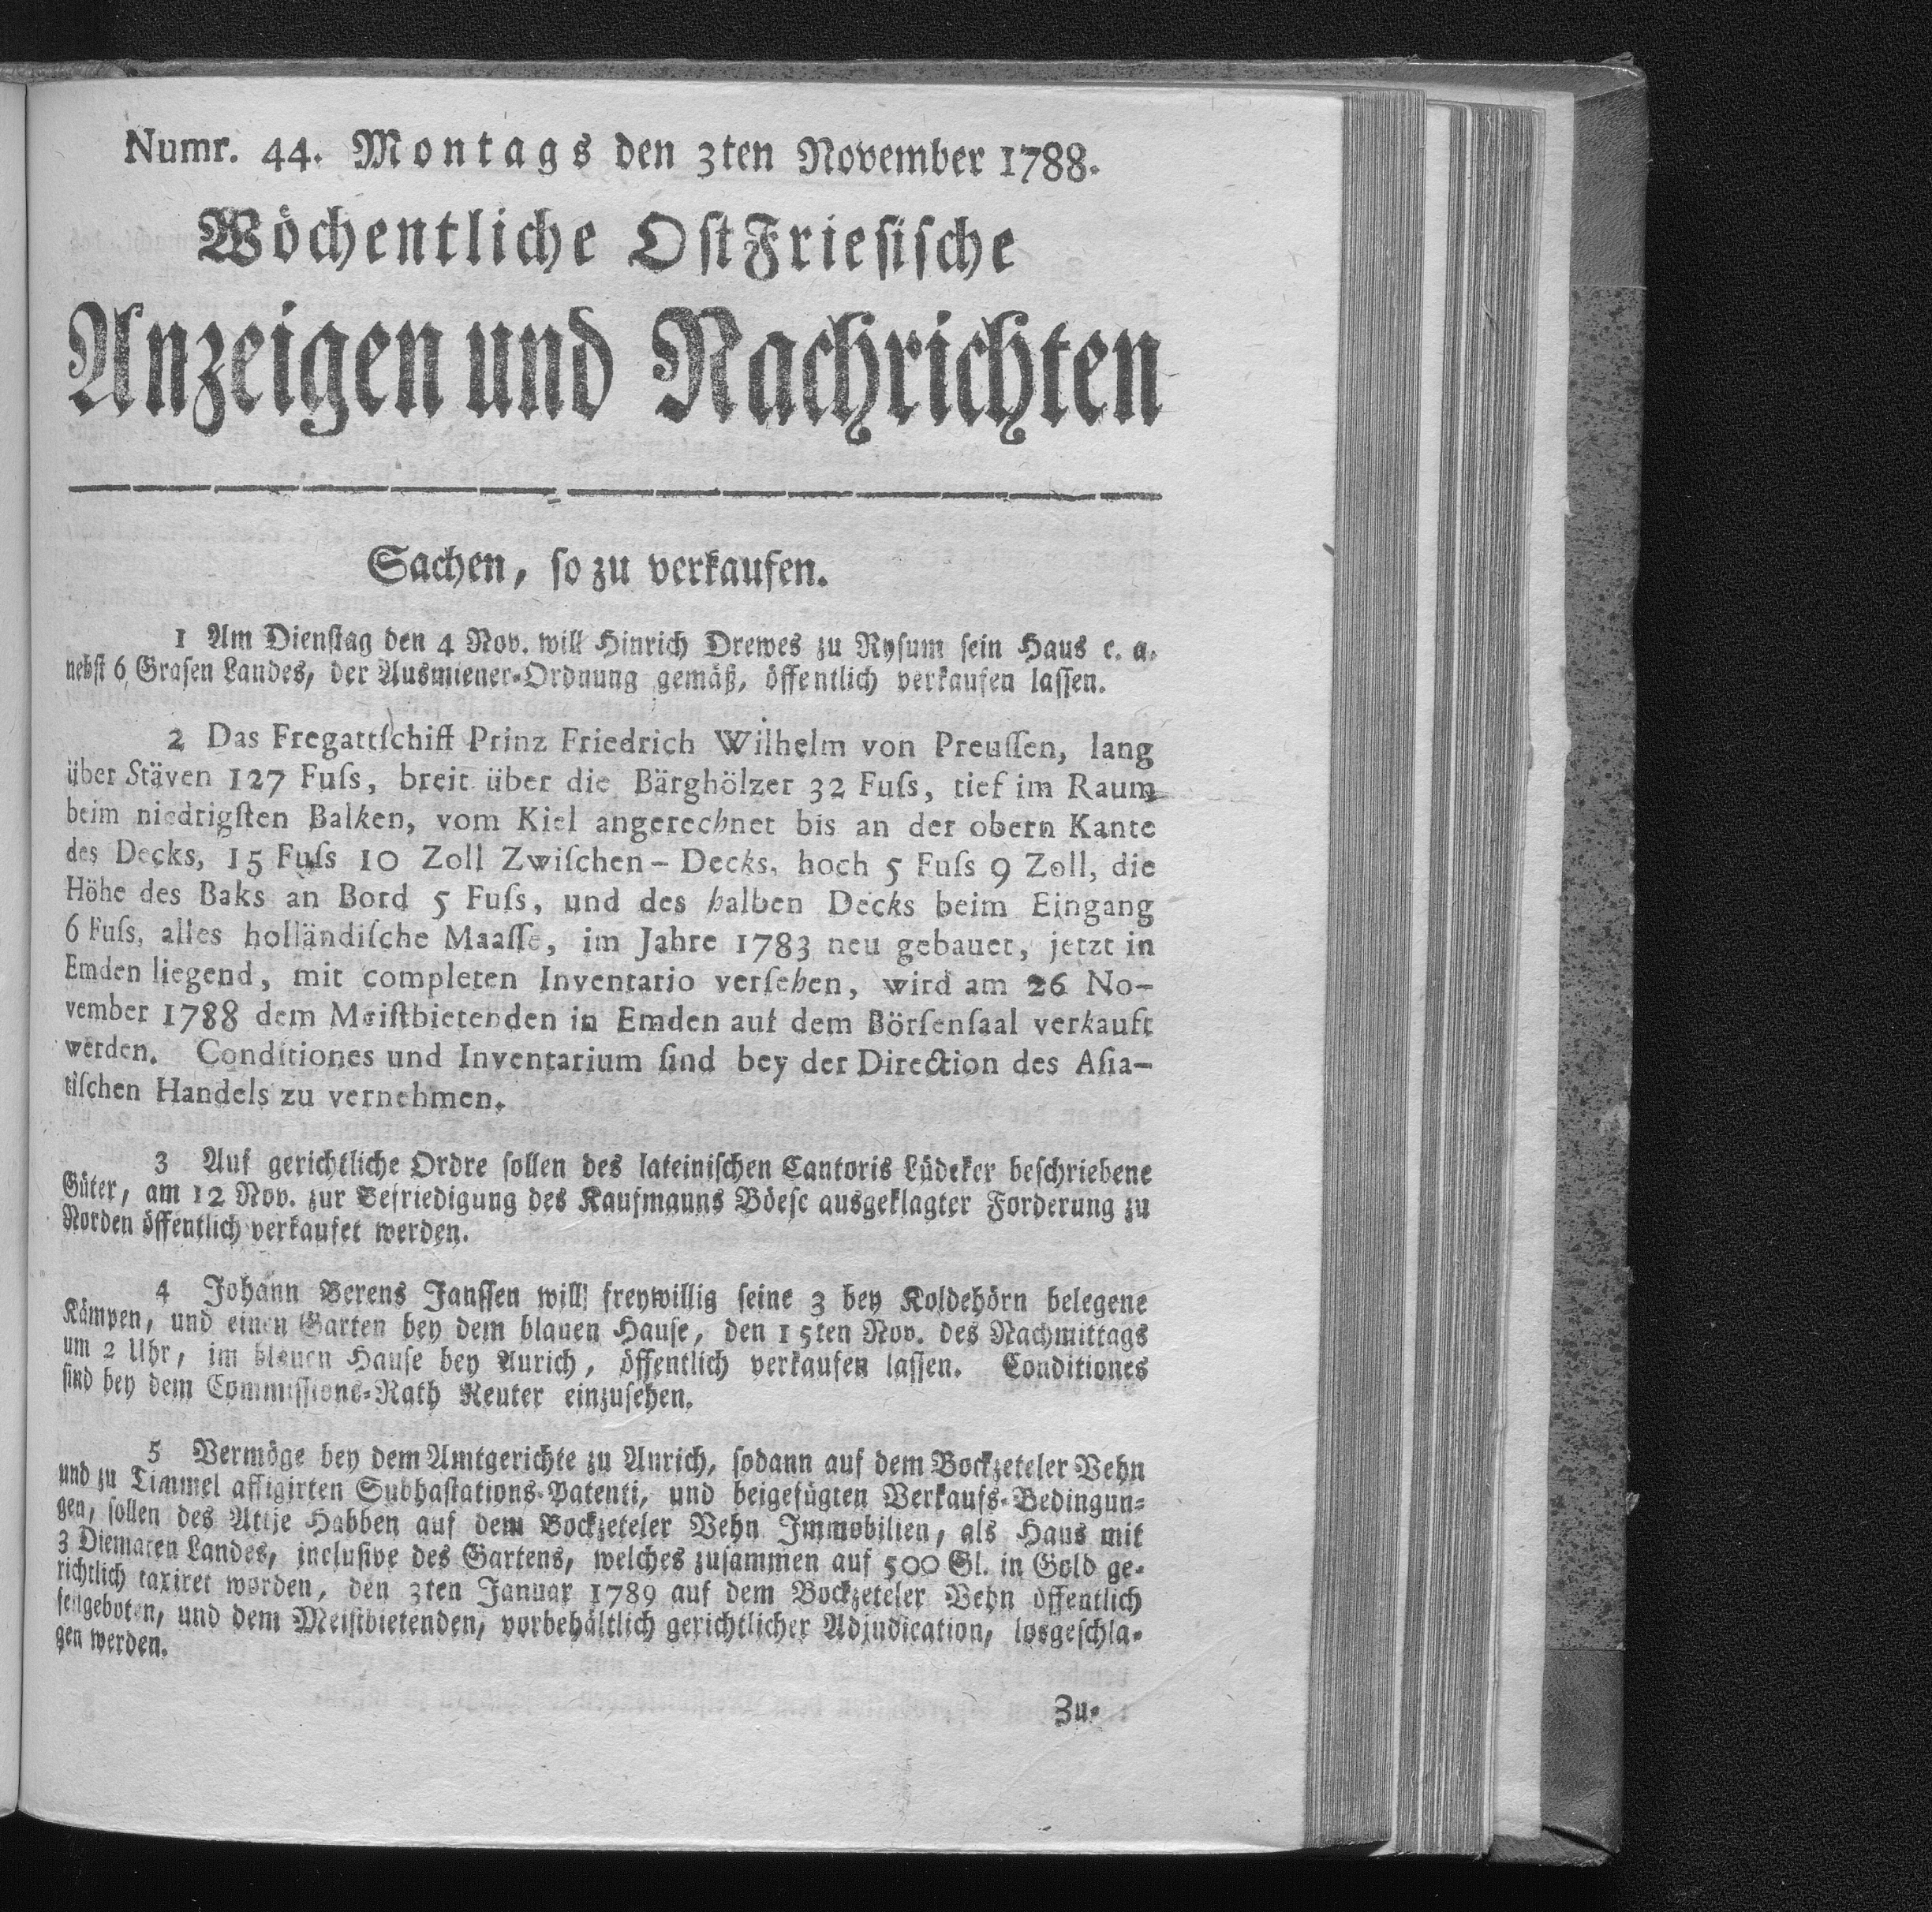 Numr. 44. Montags den 3ten November 1788.
Wöchentliche OstFriesische
Anzeigen und Nachrichten
Sachen, so zu verkaufen.
1 Am Dienstag den 4 Nov. will Hinrich Drewes zu Rysum sein Haus c. a.
nebst 6 Grasen Landes, der Ausmiener-Ordnung gemäß, öffentlich verkaufen lassen.
2 Das Fregattſchiff Prinz Friedrich Wilhelm von Preuſſen, lang
über Stäven 127 Fuſs, breit über die Bärghölzer 32 Fuſs, tief im Raum
beim niedrigſten Balken, vom Kiel angerechnet bis an der obern Kante
des Decks, 15 Fuſs 10 Zoll Zwiſchen-Decks, hoch 5 Fuſs 9 Zoll, die
Höhe des Baks an Bord 5 Fuſs, und des halben Decks beim Eingang
6 Fuſs, alles holländiſche Maaſſe, im Jahre 1783 neu gebauet, jetzt in
Emden liegend, mit completen Inventario verſehen, wird am 26 No-
vember 1788 dem Meiſtbietenden in Emden auf dem Börſenſaal verkauft
werden. Conditiones und Inventarium ſind bey der Direction des Aſia-
tiſchen Handels zu vernehmen.
3 Auf gerichtliche Ordre sollen des lateinischen Cantoris Lüdeker beschriebene
Güter, am 12 Nov. zur Befriedigung des Kaufmanns Böese ausgeklagter Forderung zu
Norden öffentlich verkaufet werden.
4 Johann Berens Janssen will freywillig seine 3 bey Koldehörn belegene
Kämpen, und einen Garten bey dem blauen Hause, den 15ten Nov. des Nachmittags
um 2 Uhr, im blauen Hause bey Aurich, öffentlich verkaufen lassen. Conditiones
sind bey dem Commissions-Rath Reuter einzusehen.
5 Vermöge bey dem Amtgerichte zu Aurich, sodann auf dem Bockzeteler Vehn
und zu Timmel affigirten Subhastations-Patenti, und beigefügten Verkaufs-Bedingun-
gen, sollen des Attje Habben auf dem Bockzeteler Vehn Immobilien, als Haus mit
3 Diematen Landes, inclusive des Gartens, welches zusammen auf 500 Gl. in Gold ge-
richtlich taxiret worden, den 3ten Januar 1789 auf dem Bockzeteler Vehn öffentlich
feilgeboten, und dem Meistbietenden, vorbehältlich gerichtlicher Adjudication, losgeschla-
gen werden.
Zu-